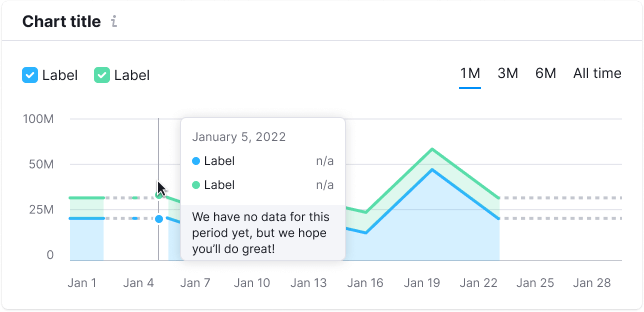 Chart title
Label Label 1M 3M 6M All time
100M
50M
25M
0
January 5, 2022
Label n/a
Label n/a
We have no data for this
period yet, but we hope
you'll do great!
Jan 1 Jan 4 Jan 7 Jan 10 Jan 13 Jan 16 Jan 19 Jan 22 Jan 25 Jan 28